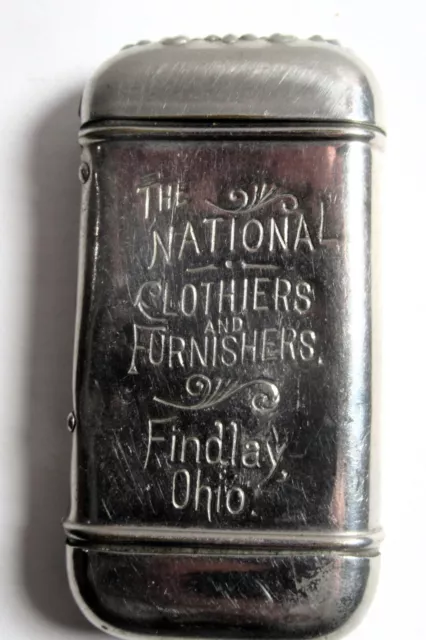 THE
"NATIONAL"
CLOTHIERS
AND
FURNISHERS.
Findlay,
Ohio.